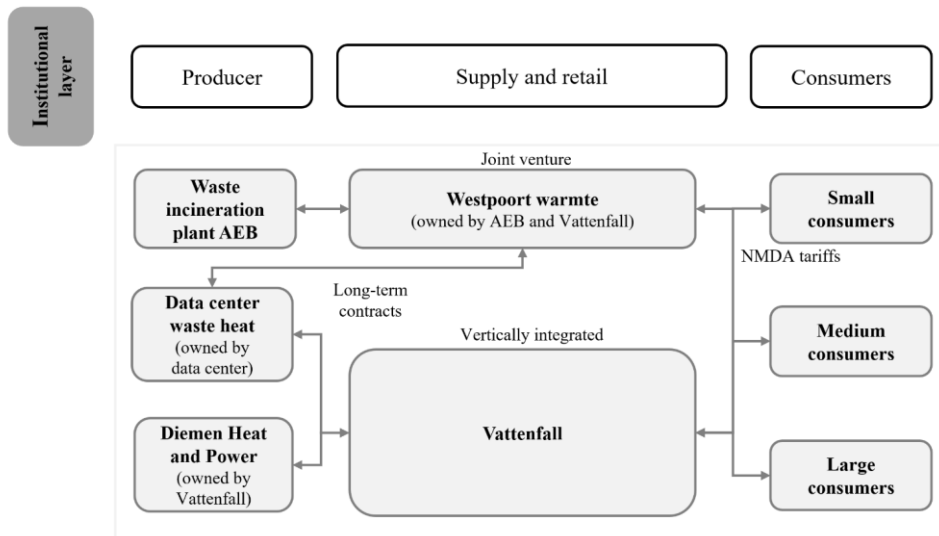 Institutional
layer
Producer
Supply and retail
Consumers
Joint venture
Waste
incineration
plant AEB
Westpoort warmte
(owned by AEB and Vattenfall)
Small
consumers
NMDA tariffs
Long-term
contracts
Data center
waste heat
(owned by
data center)
Vertically integrated
Medium
consumers
Vattenfall
Diemen Heat
and Power
(owned by
Vattenfall)
Large
consumers